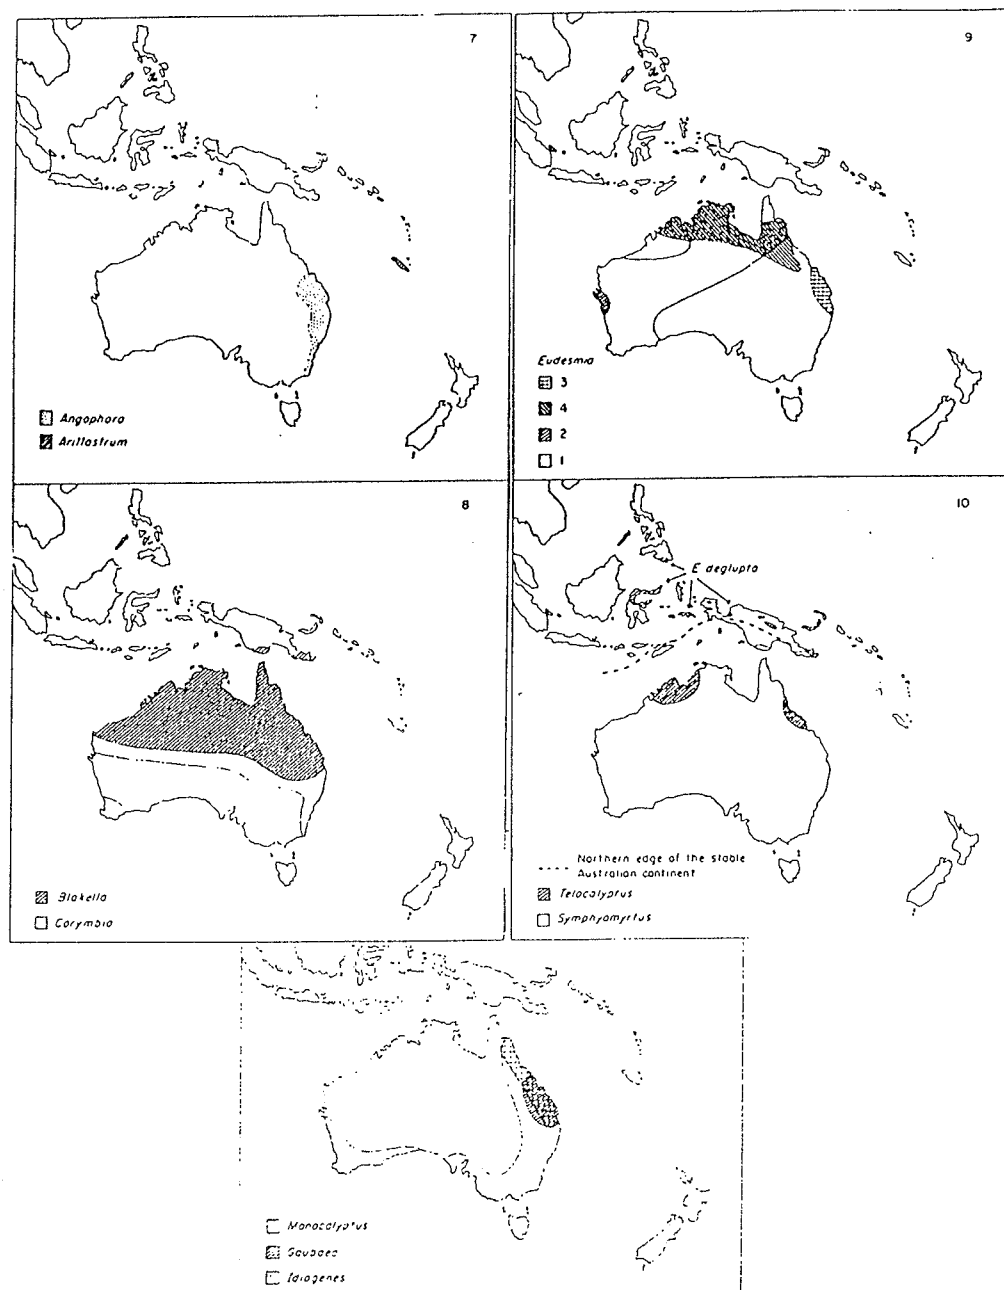 7
Angophora
Arillastrum
9
Eudesmia
3
4
2
1
8
Blakella
Corymbia
10
E. deglupta
Northern edge of the stable
Australian continent
Telocalyptus
Symphyomyrtus
Monocalyptus
Gaubaea
Idiogenes